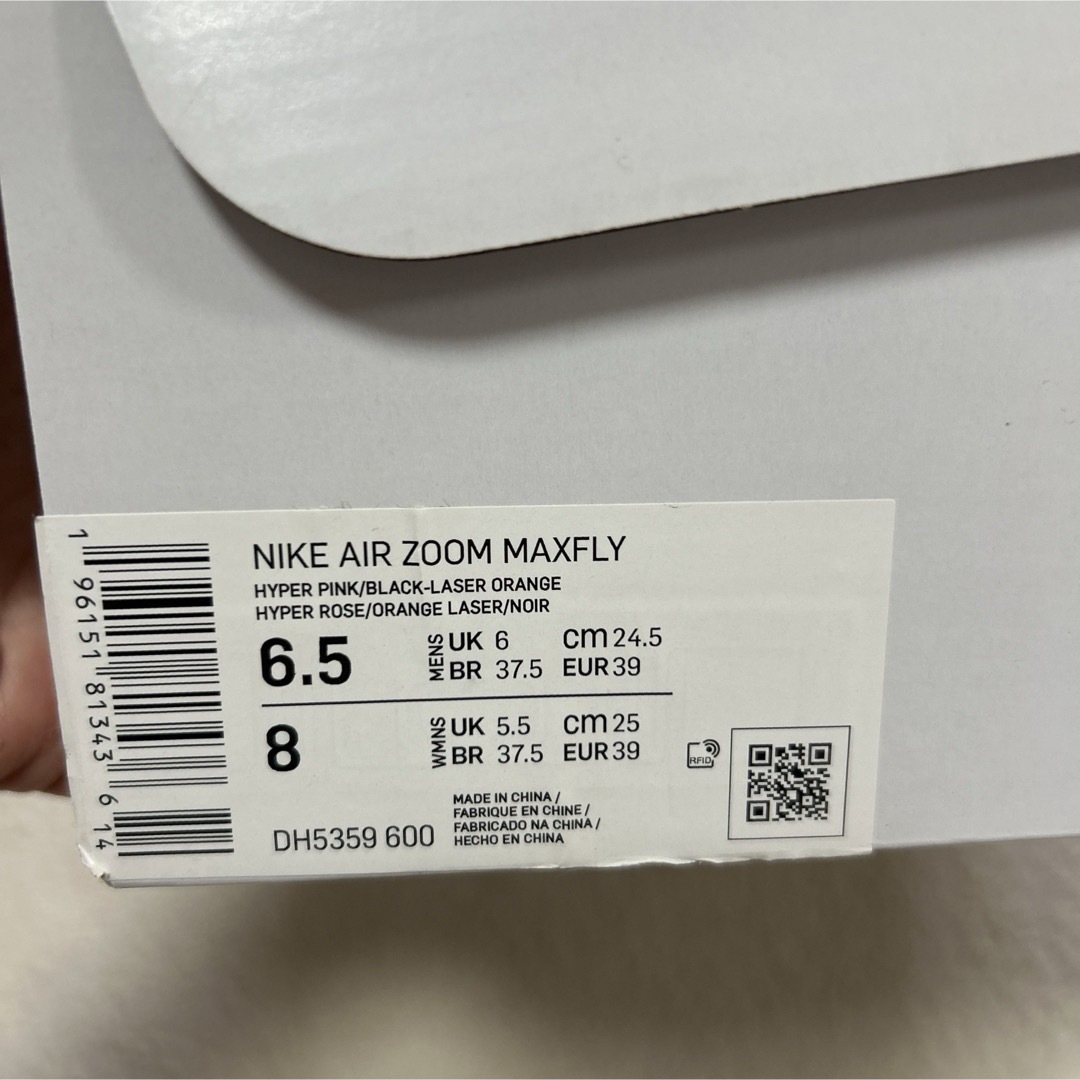 NIKE AIR ZOOM MAXFLY
HYPER PINK/BLACK-LASER ORANGE
HYPER ROSE/ORANGE LASER/NOIR
6.5 MENS UK 6 cm 24.5
BR 37.5 EUR 39
8 WMNS UK 5.5 cm 25
BR 37.5 EUR 39
RFID
MADE IN CHINA /
FABRIQUE EN CHINE /
FABRICADO NA CHINA /
HECHO EN CHINA
DH5359 600
1 96151 81343 6 14